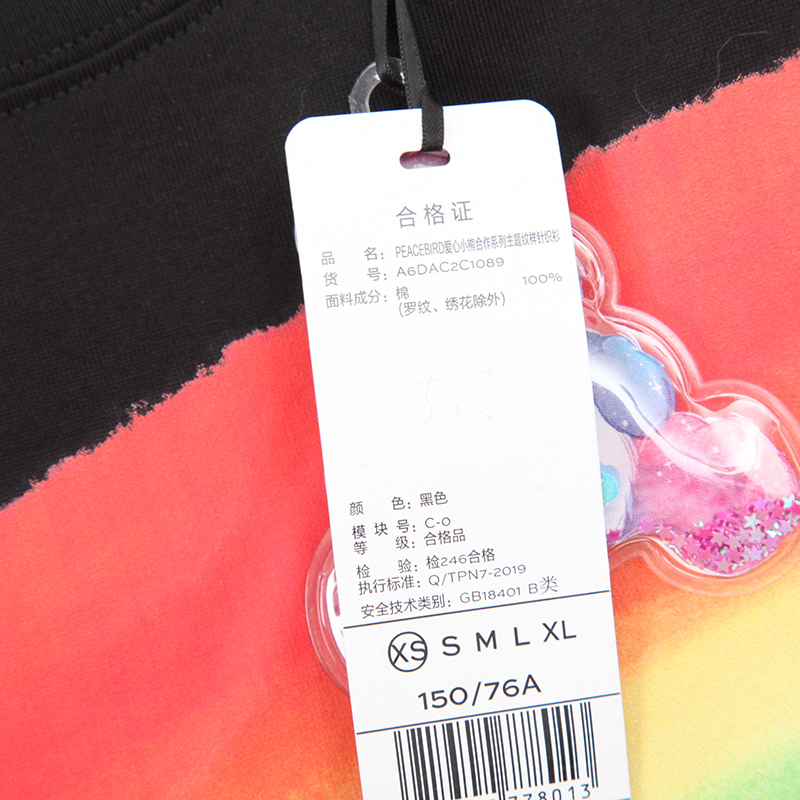 合格证
品 名：PEACEBIRD爱心小熊合作系列主题纹样针织衫
货 号：A6DAC2C1089
面料成分：棉 100%
(罗纹、绣花除外)
颜 色：黑色
模 块 号：C-0
等 级：合格品
检 验：检246合格
执行标准：Q/TPN7-2019
安全技术类别：GB18401 B类
XS S M L XL
150/76A
778013